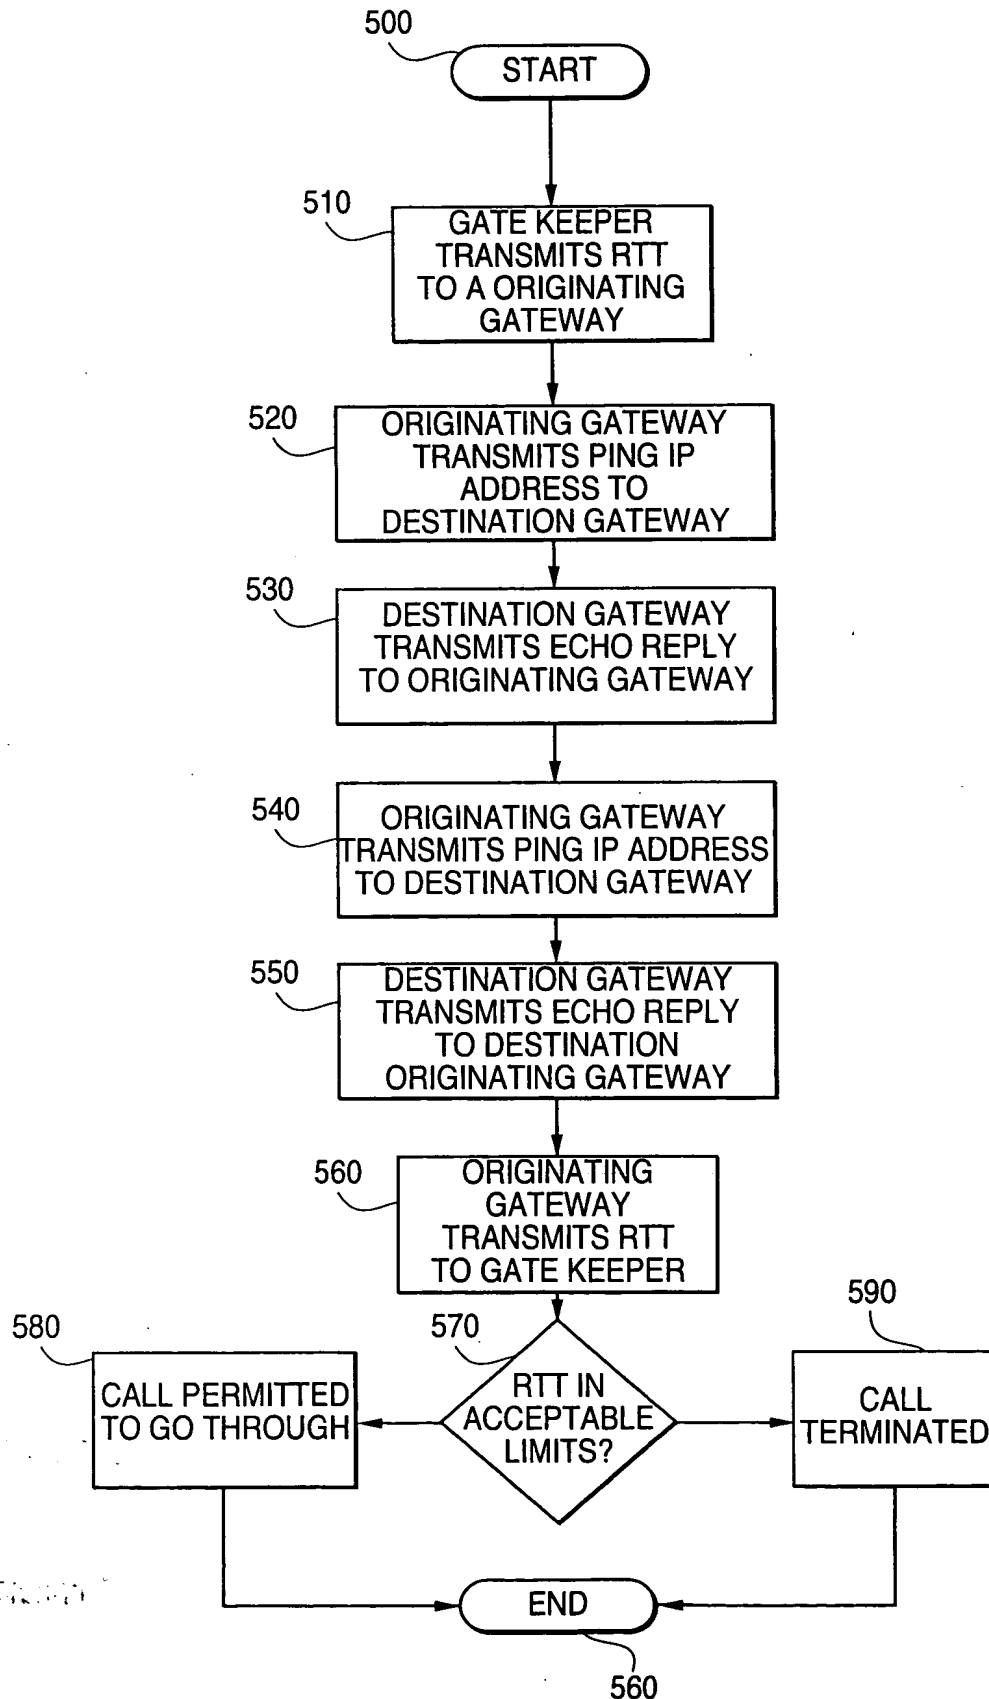 500
START
510
GATE KEEPER
TRANSMITS RTT
TO A ORIGINATING
GATEWAY
520
ORIGINATING GATEWAY
TRANSMITS PING IP
ADDRESS TO
DESTINATION GATEWAY
530
DESTINATION GATEWAY
TRANSMITS ECHO REPLY
TO ORIGINATING GATEWAY
540
ORIGINATING GATEWAY
TRANSMITS PING IP ADDRESS
TO DESTINATION GATEWAY
550
DESTINATION GATEWAY
TRANSMITS ECHO REPLY
TO DESTINATION
ORIGINATING GATEWAY
560
ORIGINATING
GATEWAY
TRANSMITS RTT
TO GATE KEEPER
570
RTT IN
ACCEPTABLE
LIMITS?
580
CALL PERMITTED
TO GO THROUGH
590
CALL
TERMINATED
END
560